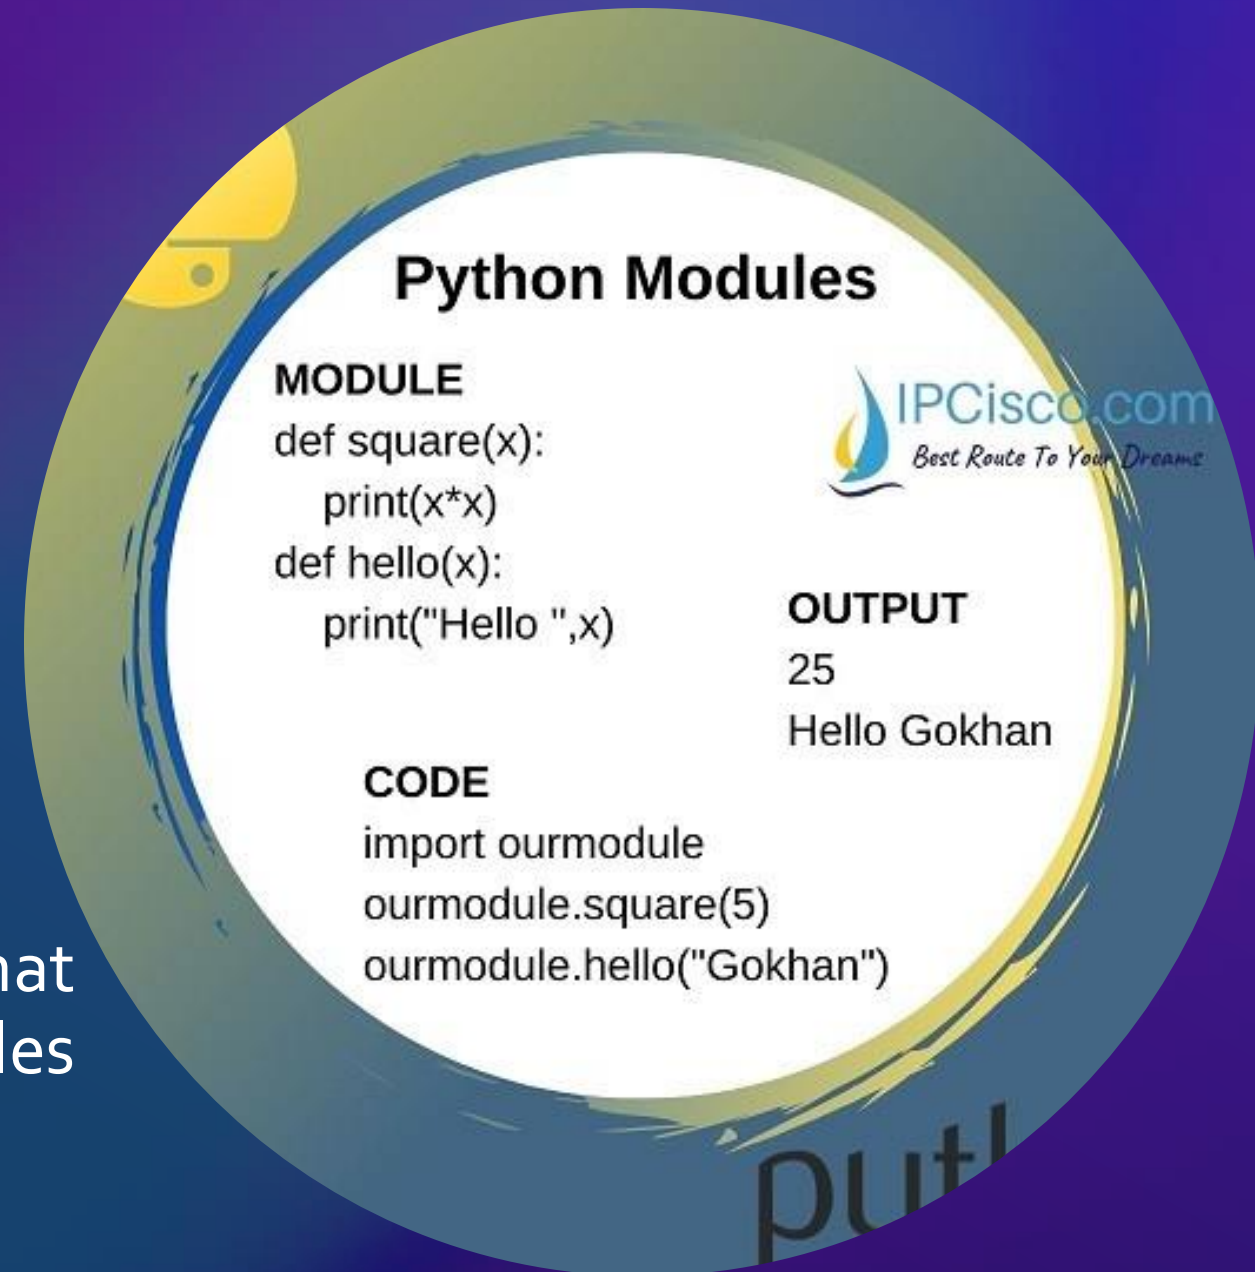 Python Modules
MODULE
def square(x):
print(x*x)
def hello(x):
print("Hello ",x)
IPCisco.com
Best Route To Your Dreams
OUTPUT
25
Hello Gokhan
CODE
import ourmodule
ourmodule.square(5)
ourmodule.hello("Gokhan")